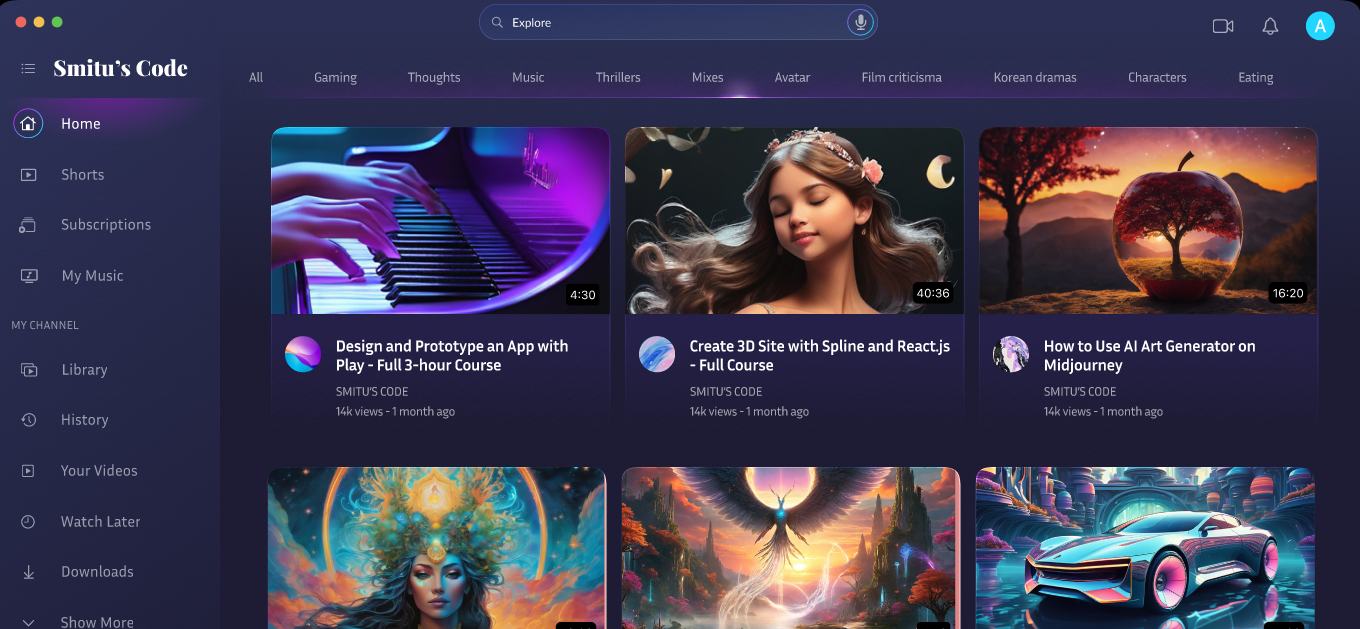 Explore
A
Smitu's Code
All Gaming Thoughts Music Thrillers Mixes Avatar Film criticisma Korean dramas Characters Eating
Home
Shorts
Subscriptions
My Music
MY CHANNEL
Library
History
Your Videos
Watch Later
Downloads
Show More
4:30
Design and Prototype an App with
Play - Full 3-hour Course
SMITU'S CODE
14k views - 1 month ago
40:36
Create 3D Site with Spline and React.js
- Full Course
SMITU'S CODE
14k views - 1 month ago
16:20
How to Use AI Art Generator on
Midjourney
SMITU'S CODE
14k views - 1 month ago